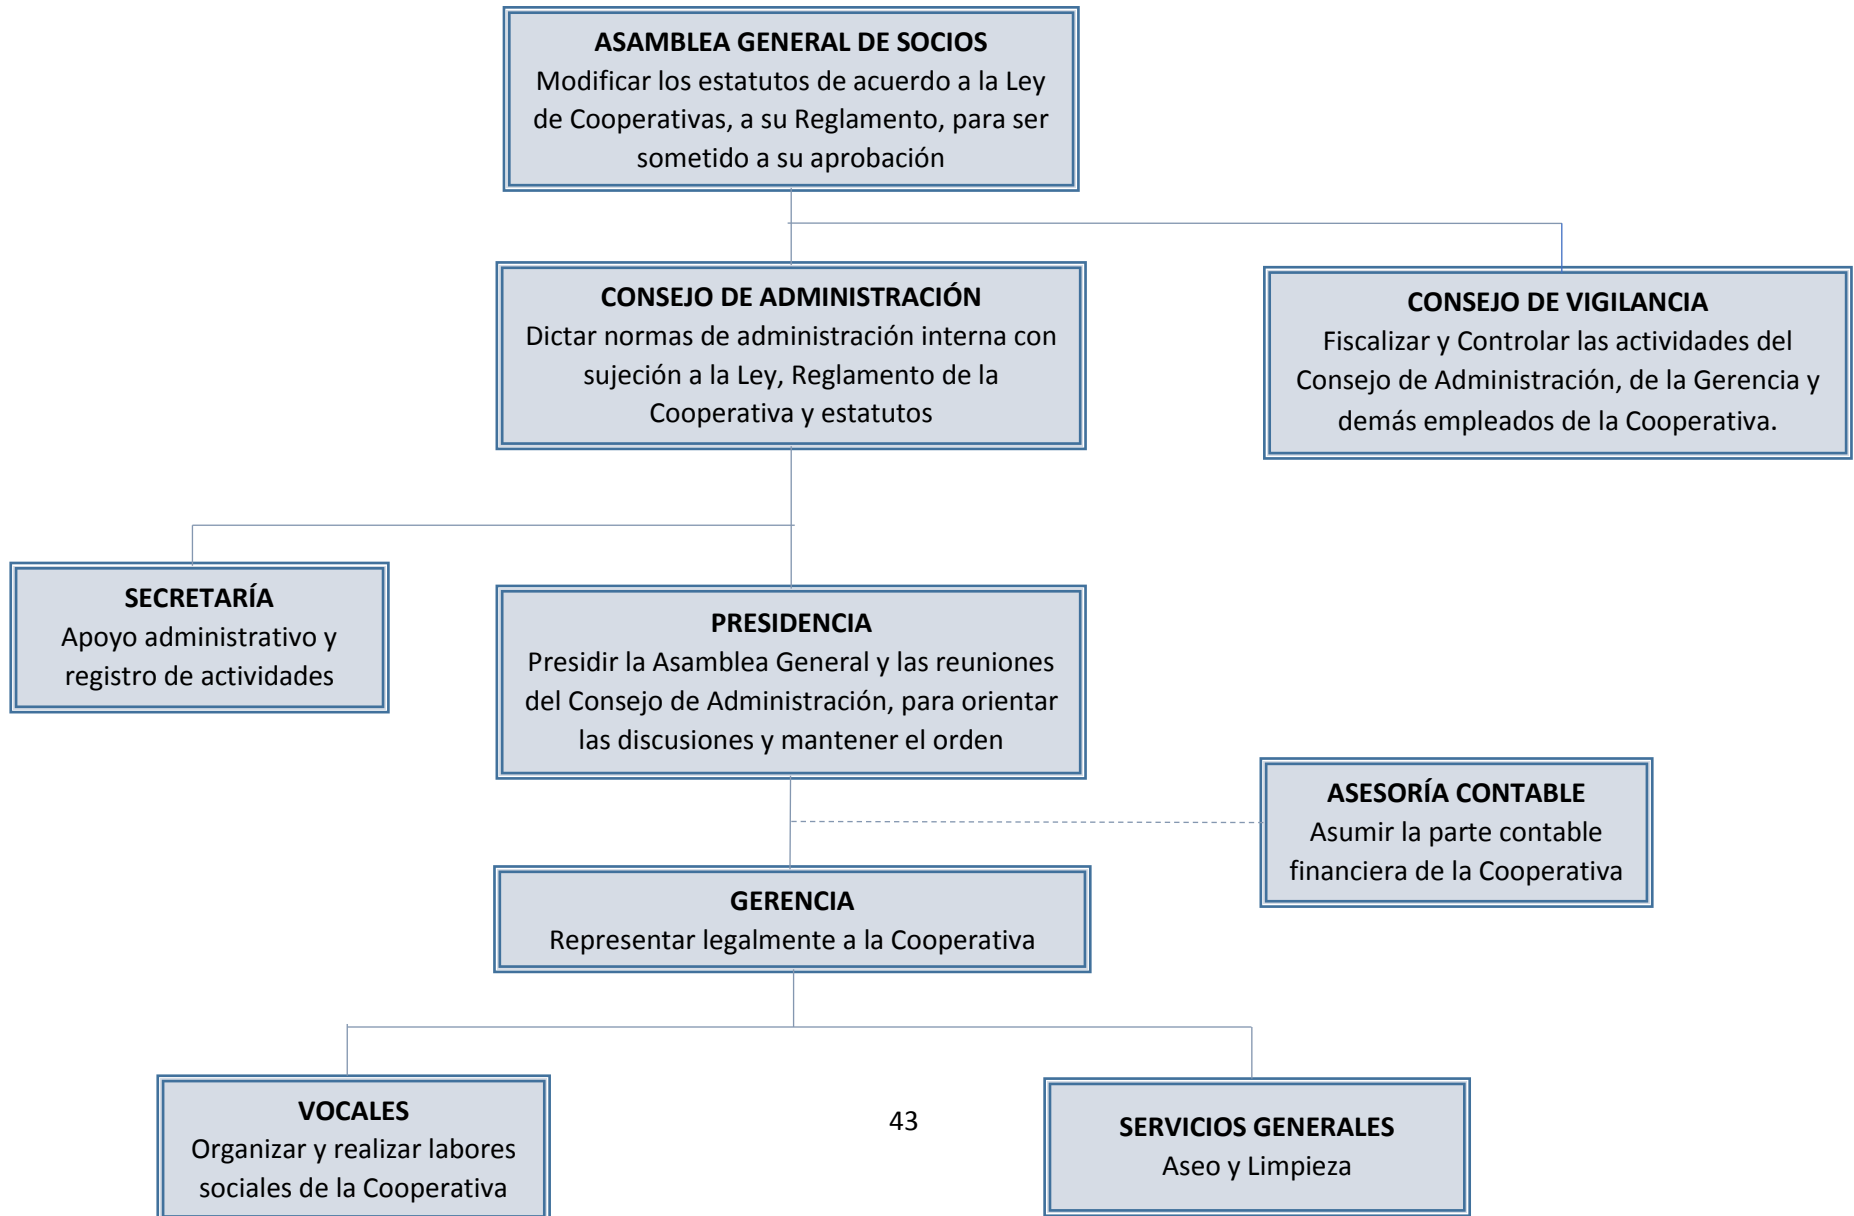 ASAMBLEA GENERAL DE SOCIOS
Modificar los estatutos de acuerdo a la Ley
de Cooperativas, a su Reglamento, para ser
sometido a su aprobación
CONSEJO DE ADMINISTRACIÓN
Dictar normas de administración interna con
sujeción a la Ley, Reglamento de la
Cooperativa y estatutos
CONSEJO DE VIGILANCIA
Fiscalizar y Controlar las actividades del
Consejo de Administración, de la Gerencia y
demás empleados de la Cooperativa.
SECRETARÍA
Apoyo administrativo y
registro de actividades
PRESIDENCIA
Presidir la Asamblea General y las reuniones
del Consejo de Administración, para orientar
las discusiones y mantener el orden
ASESORÍA CONTABLE
Asumir la parte contable
financiera de la Cooperativa
GERENCIA
Representar legalmente a la Cooperativa
VOCALES
Organizar y realizar labores
sociales de la Cooperativa
43
SERVICIOS GENERALES
Aseo y Limpieza